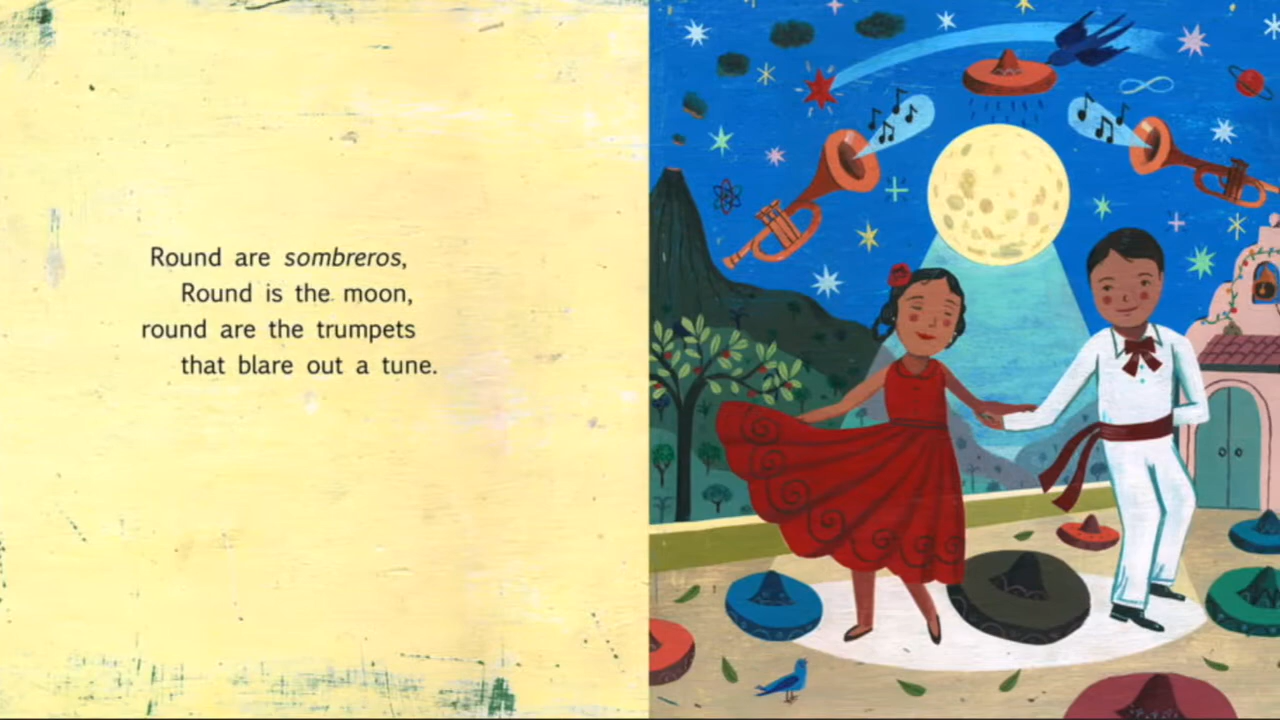 Round are sombreros,
Round is the moon,
round are the trumpets
that blare out a tune.